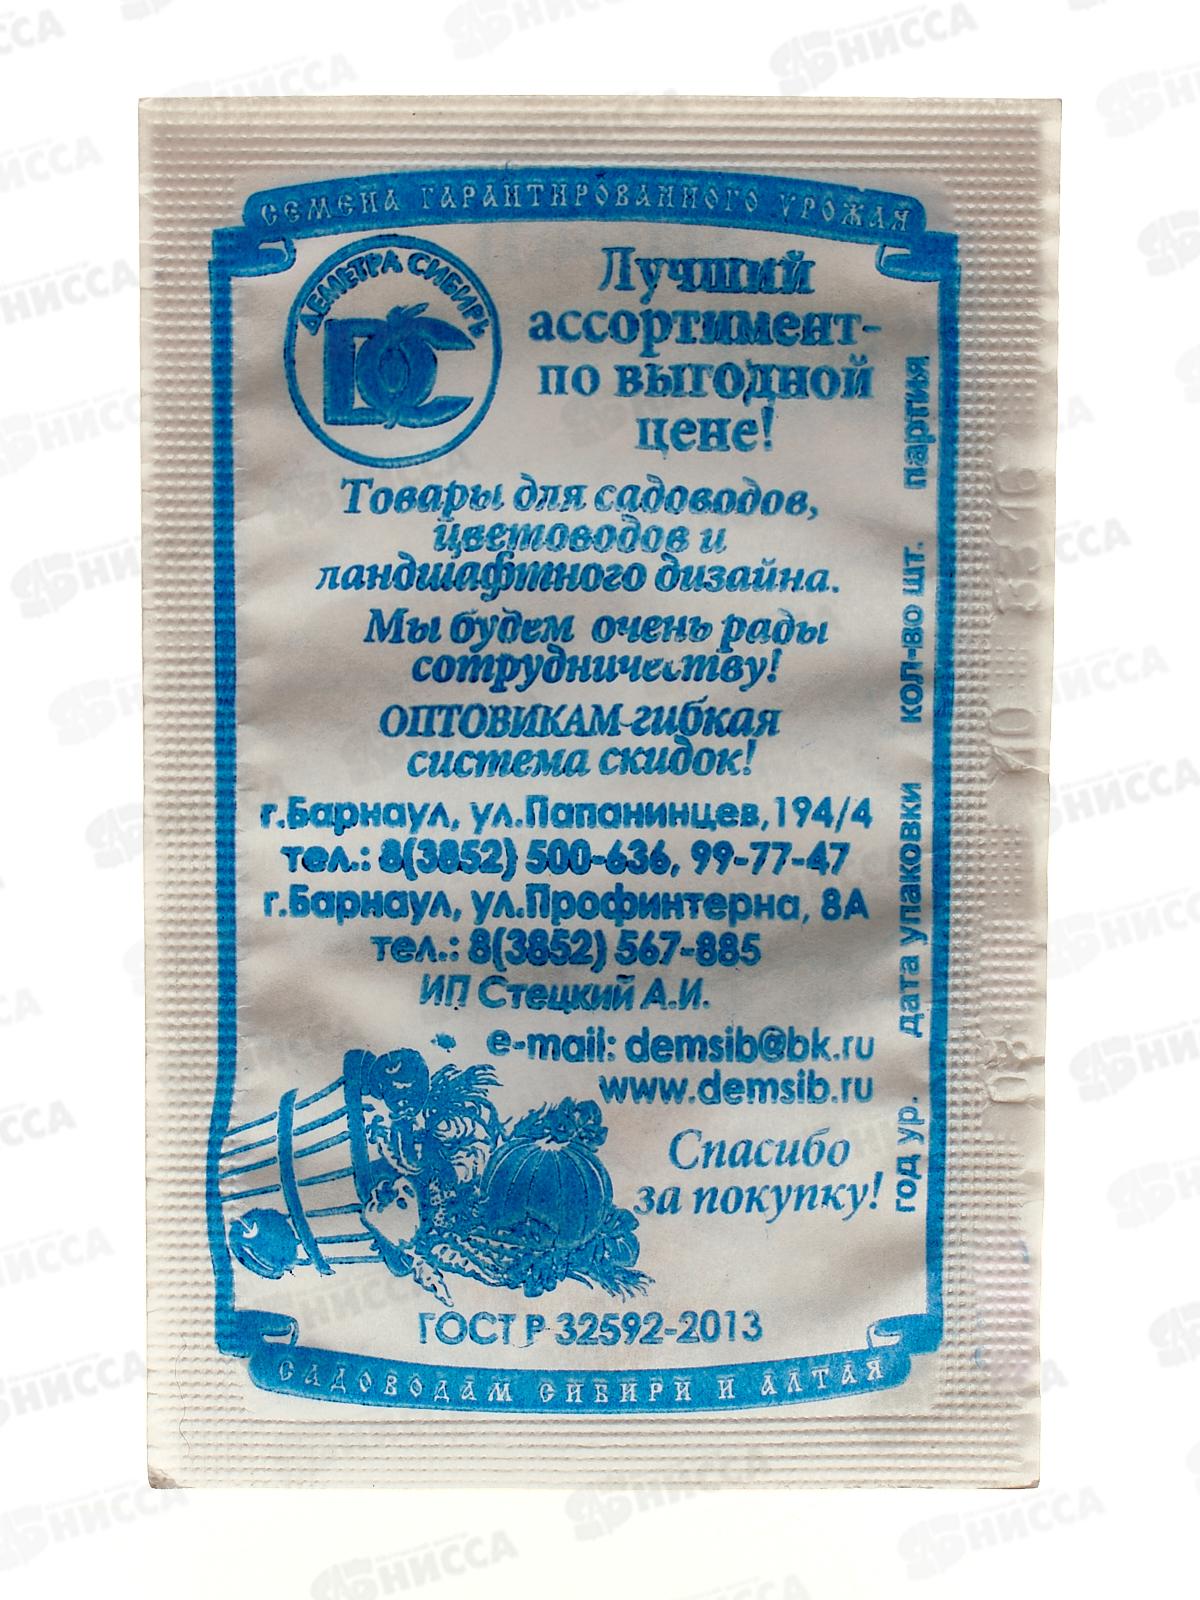 СЕМЕНА ГАРАНТИРОВАННОГО УРОЖАЯ
ДЕМЕТРА СИБИРЬ
ДС
Лучший
ассортимент-
по выгодной
цене!
Товары для садоводов,
цветоводов и
ландшафтного дизайна.
Мы будем очень рады
сотрудничеству!
ОПТОВИКАМ-гибкая
система скидок!
г.Барнаул, ул.Папанинцев,194/4
тел.: 8(3852) 500-636, 99-77-47
г.Барнаул, ул.Профинтерна, 8А
тел.: 8(3852) 567-885
ИП Стецкий А.И.
e-mail: demsib@bk.ru
www.demsib.ru
Спасибо
за покупку!
ГОСТ Р 32592-2013
САДОВОДАМ СИБИРИ И АЛТАЯ
год ур. дата упаковки кол-во шт. партия
НИССА